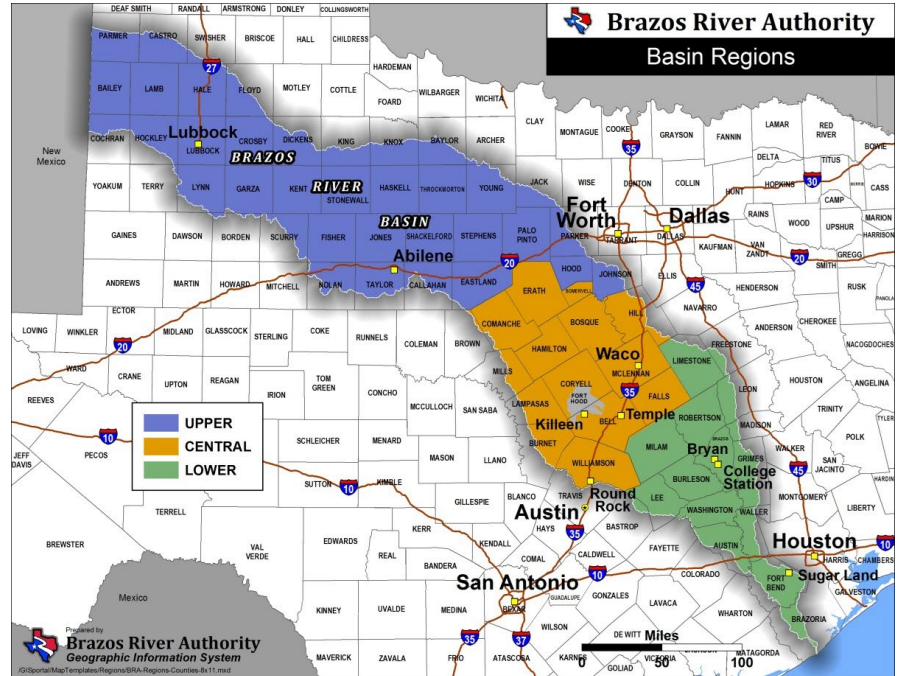 Brazos River Authority
Basin Regions
DEAF SMITH
RANDALL
ARMSTRONG
DONLEY
COLLINGSWORTH
PARMER
CASTRO
SWISHER
BRISCOE
HALL
CHILDRESS
27
HARDEMAN
BAILEY
LAMB
HALE
FLOYD
MOTLEY
COTTLE
FOARD
WILBARGER
WICHITA
CLAY
MONTAGUE
COOKE
GRAYSON
FANNIN
LAMAR
RED
RIVER
BOWIE
New
Mexico
COCHRAN
HOCKLEY
Lubbock
LUBBOCK
CROSBY
DICKENS
KING
KNOX
BAYLOR
ARCHER
35
DELTA
TITUS
BRAZOS
RIVER
BASIN
YOAKUM
TERRY
LYNN
GARZA
KENT
STONEWALL
HASKELL
THROCKMORTON
YOUNG
JACK
WISE
DENTON
COLLIN
HUNT
HOPKINS
30
CASS
CAMP
MARION
Fort
Worth
Dallas
RAINS
WOOD
UPSHUR
HARRISON
GAINES
DAWSON
BORDEN
SCURRY
FISHER
JONES
SHACKELFORD
STEPHENS
PALO
PINTO
PARKER
TARRANT
DALLAS
KAUFMAN
VAN
ZANDT
SMITH
GREGG
20
Abilene
20
ANDREWS
MARTIN
HOWARD
MITCHELL
NOLAN
TAYLOR
CALLAHAN
EASTLAND
HOOD
JOHNSON
ELLIS
45
HENDERSON
RUSK
PANOLA
ERATH
SOMERVELL
HILL
NAVARRO
ECTOR
LOVING
WINKLER
MIDLAND
GLASSCOCK
STERLING
COKE
RUNNELS
COLEMAN
BROWN
COMANCHE
BOSQUE
ANDERSON
CHEROKEE
NACOGDOCHES
20
FREESTONE
WARD
CRANE
UPTON
REAGAN
IRION
TOM
GREEN
CONCHO
MCCULLOCH
SAN SABA
MILLS
HAMILTON
Waco
MCLENNAN
LIMESTONE
LEON
HOUSTON
ANGELINA
REEVES
CORYELL
FORT
HOOD
35
FALLS
TRINITY
LAMPASAS
Killeen
BELL
Temple
ROBERTSON
MADISON
TYLER
POLK
UPPER
CENTRAL
LOWER
10
JEFF
DAVIS
PECOS
SCHLEICHER
MENARD
BURNET
MILAM
BRAZOS
Bryan
GRIMES
WALKER
SAN
JACINTO
College
Station
45
HARDIN
MASON
LLANO
WILLIAMSON
BURLESON
SUTTON
10
KIMBLE
MONTGOMERY
GILLESPIE
BLANCO
TRAVIS
Round
Rock
LEE
WASHINGTON
WALLER
LIBERTY
TERRELL
Austin
BREWSTER
VAL
VERDE
EDWARDS
KERR
HAYS
35
BASTROP
AUSTIN
Houston
10
KENDALL
COMAL
CALDWELL
FAYETTE
HARRIS
CHAMBERS
REAL
BANDERA
COLORADO
Sugar Land
San Antonio
10
FORT
BEND
GALVESTON
Mexico
KINNEY
UVALDE
MEDINA
BEXAR
GUADALUPE
GONZALES
LAVACA
WHARTON
BRAZORIA
WILSON
Prepared by
Brazos River Authority
Geographic Information System
/GISportal/MapTemplates/Regions/BRA-Regions-Counties-8x11.mxd
MAVERICK
ZAVALA
FRIO
35
37
ATASCOSA
KARNES
DE WITT
GOLIAD
VICTORIA
MATAGORDA
Miles
0
50
100